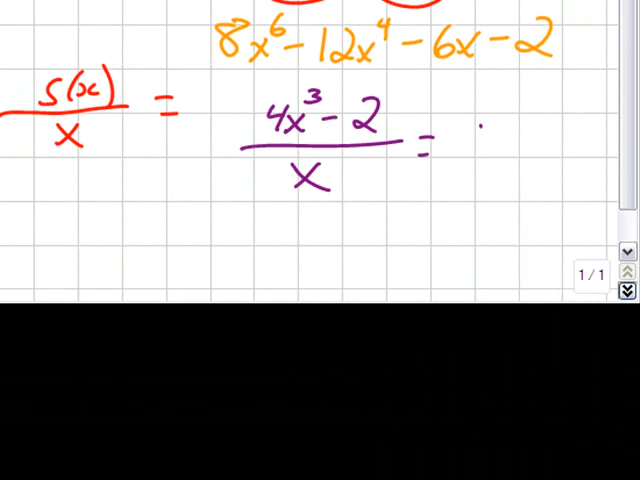 8x⁶ - 12x⁴ - 6x - 2
s(x)/x = (4x³ - 2)/x =
1 / 1